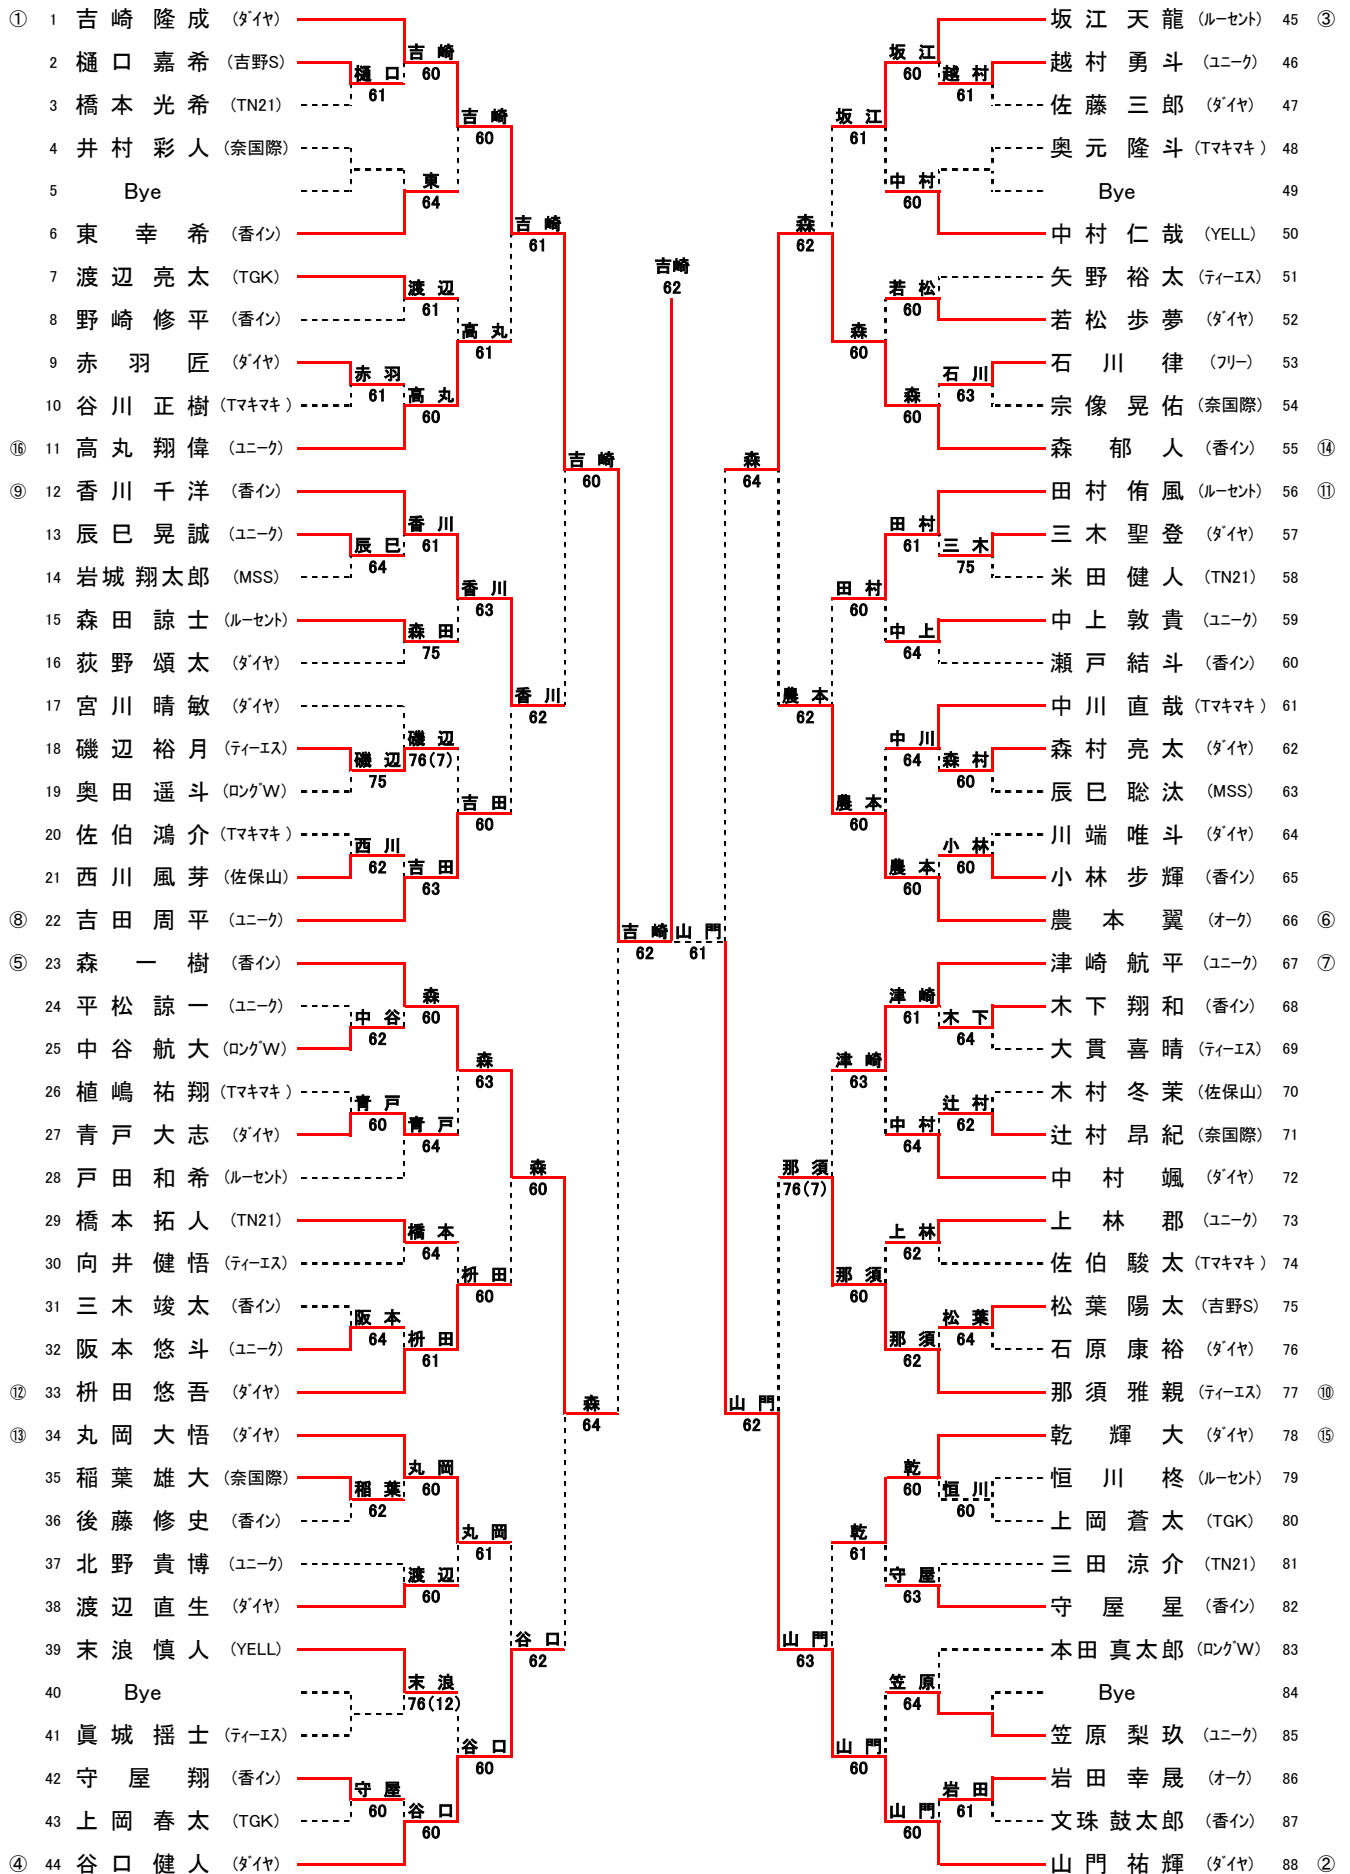 ① 1 吉崎隆成 (ダイヤ)
2 樋口嘉希 (吉野S)
3 橋本光希 (TN21)
4 井村彩人 (奈国際)
5 Bye
6 東幸希 (香イン)
7 渡辺亮太 (TGK)
8 野崎修平 (香イン)
9 赤羽匠 (ダイヤ)
10 谷川正樹 (Tマキマキ)
⑯ 11 高丸翔偉 (ユニーク)
⑨ 12 香川千洋 (香イン)
13 辰巳晃誠 (ユニーク)
14 岩城翔太郎 (MSS)
15 森田諒士 (ルーセント)
16 荻野頌太 (ダイヤ)
17 宮川晴敏 (ダイヤ)
18 磯辺裕月 (ティーエス)
19 奥田遥斗 (ロングW)
20 佐伯鴻介 (Tマキマキ)
21 西川風芽 (佐保山)
⑧ 22 吉田周平 (ユニーク)
⑤ 23 森一樹 (香イン)
24 平松諒一 (ユニーク)
25 中谷航大 (ロングW)
26 植嶋祐翔 (Tマキマキ)
27 青戸大志 (ダイヤ)
28 戸田和希 (ルーセント)
29 橋本拓人 (TN21)
30 向井健悟 (ティーエス)
31 三木竣太 (香イン)
32 阪本悠斗 (ユニーク)
⑫ 33 枡田悠吾 (ダイヤ)
⑬ 34 丸岡大悟 (ダイヤ)
35 稲葉雄大 (奈国際)
36 後藤修史 (香イン)
37 北野貴博 (ユニーク)
38 渡辺直生 (ダイヤ)
39 末浪慎人 (YELL)
40 Bye
41 眞城揺士 (ティーエス)
42 守屋翔 (香イン)
43 上岡春太 (TGK)
④ 44 谷口健人 (ダイヤ)
樋口
61
赤羽
61
辰巳
64
磯辺
75
西川
62
中谷
62
青戸
60
阪本
64
稲葉
62
守屋
60
吉崎
60
東
64
渡辺
61
高丸
60
香川
61
森田
75
磯辺
76(7)
吉田
63
森
60
青戸
64
橋本
64
枡田
61
丸岡
60
渡辺
60
末浪
76(12)
谷口
60
吉崎
60
高丸
61
香川
63
吉田
60
森
63
枡田
60
丸岡
61
谷口
60
吉崎
61
香川
62
森
60
谷口
62
吉崎
60
森
64
吉崎
62
吉崎
62
山門
61
森
64
山門
62
森
62
農本
62
那須
76(7)
山門
63
坂江
61
森
60
田村
60
農本
60
津崎
63
那須
60
乾
61
山門
60
坂江
60
中村
60
若松
60
森
60
田村
61
中上
64
中川
64
農本
60
津崎
61
中村
64
上林
62
那須
62
乾
60
守屋
63
笠原
64
山門
60
越村
61
石川
63
三木
75
森村
60
小林
60
木下
64
辻村
62
松葉
64
恒川
60
岩田
61
坂江天龍 (ルーセント) 45 ③
越村勇斗 (ユニーク) 46
佐藤三郎 (ダイヤ) 47
奥元隆斗 (Tマキマキ) 48
Bye 49
中村仁哉 (YELL) 50
矢野裕太 (ティーエス) 51
若松歩夢 (ダイヤ) 52
石川律 (フリー) 53
宗像晃佑 (奈国際) 54
森郁人 (香イン) 55 ⑭
田村侑風 (ルーセント) 56 ⑪
三木聖登 (ダイヤ) 57
米田健人 (TN21) 58
中上敦貴 (ユニーク) 59
瀬戸結斗 (香イン) 60
中川直哉 (Tマキマキ) 61
森村亮太 (ダイヤ) 62
辰巳聡汰 (MSS) 63
川端唯斗 (ダイヤ) 64
小林步輝 (香イン) 65
農本翼 (オーク) 66 ⑥
津崎航平 (ユニーク) 67 ⑦
木下翔和 (香イン) 68
大貫喜晴 (ティーエス) 69
木村冬茉 (佐保山) 70
辻村昂紀 (奈国際) 71
中村颯 (ダイヤ) 72
上林郡 (ユニーク) 73
佐伯駿太 (Tマキマキ) 74
松葉陽太 (吉野S) 75
石原康裕 (ダイヤ) 76
那須雅親 (ティーエス) 77 ⑩
乾輝大 (ダイヤ) 78 ⑮
恒川柊 (ルーセント) 79
上岡蒼太 (TGK) 80
三田涼介 (TN21) 81
守屋星 (香イン) 82
本田真太郎 (ロングW) 83
Bye 84
笠原梨玖 (ユニーク) 85
岩田幸晟 (オーク) 86
文珠鼓太郎 (香イン) 87
山門祐輝 (ダイヤ) 88 ②